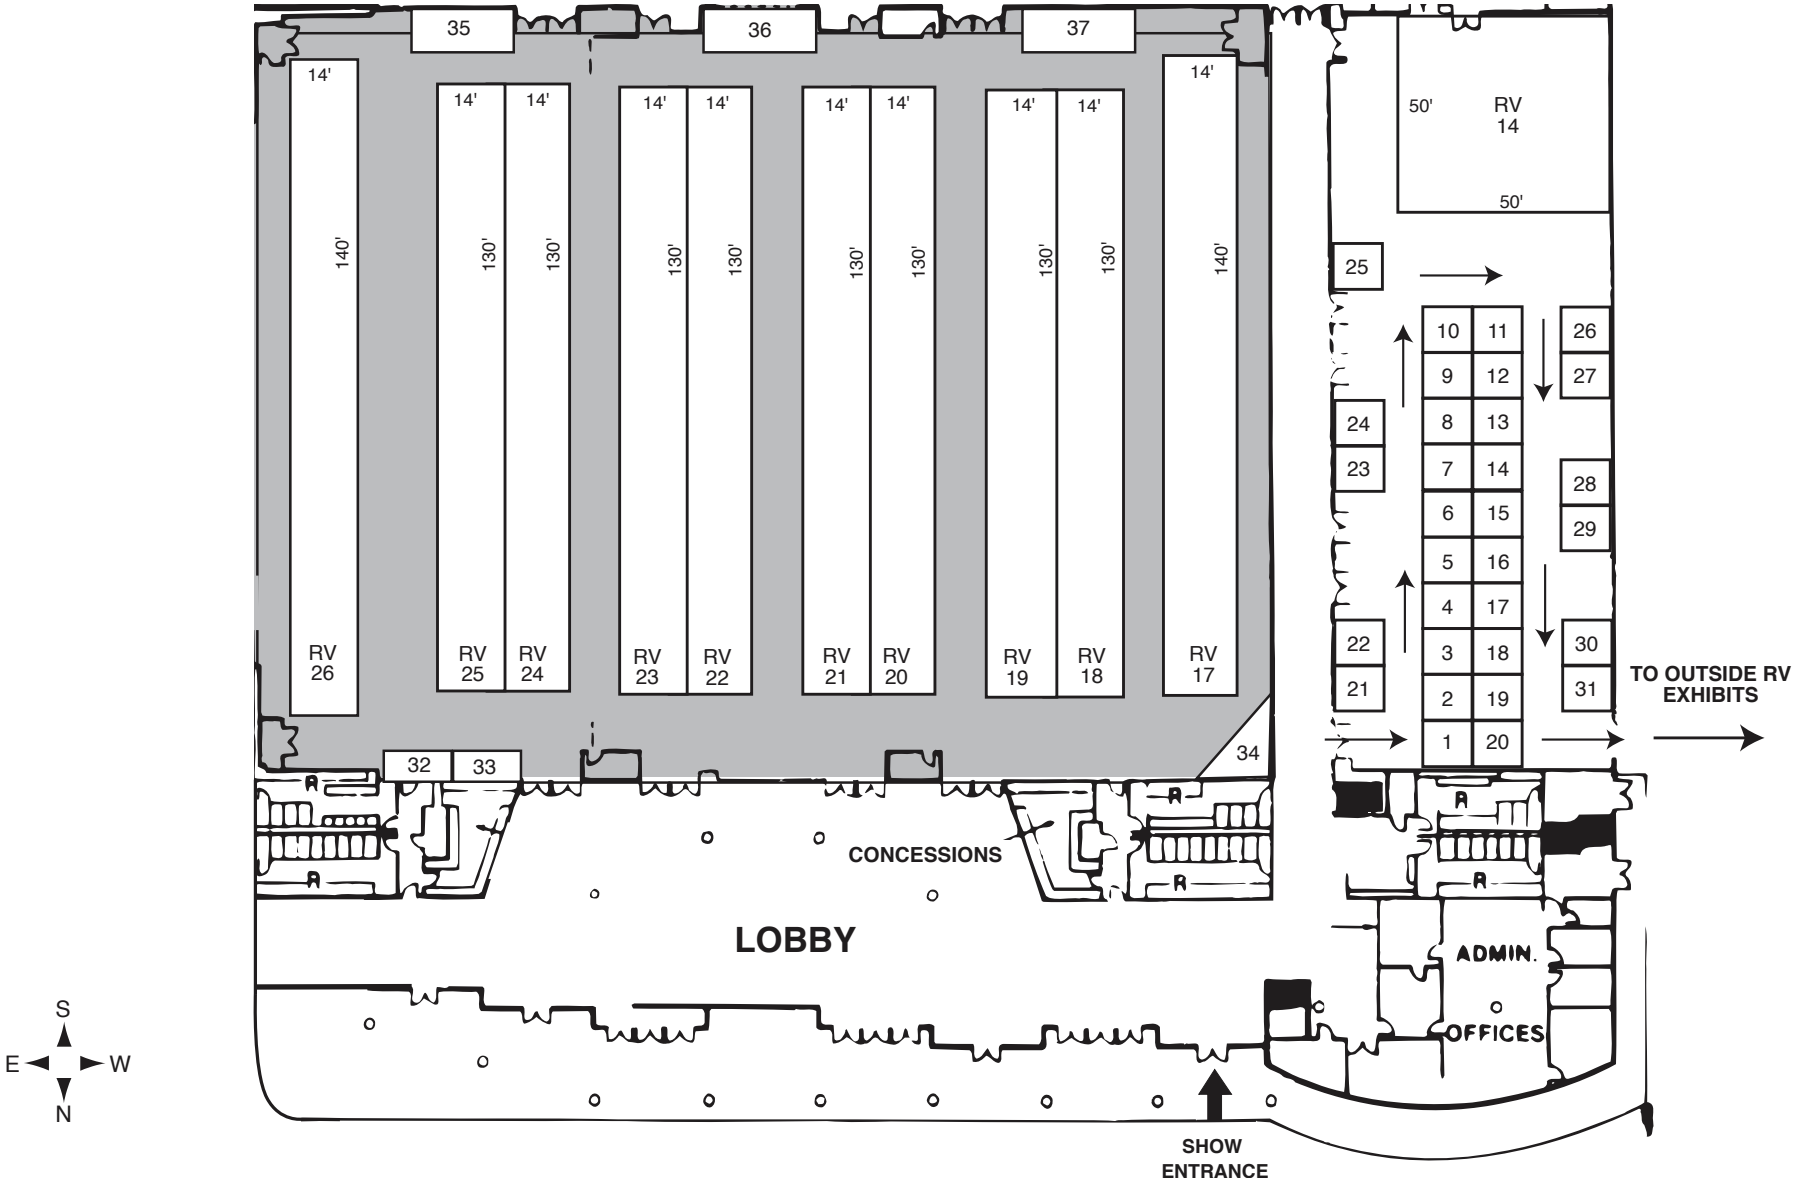 35
36
37
14'
14'
14'
14'
14'
14'
14'
14'
14'
14'
50'
RV
14
50'
140'
130'
130'
130'
130'
130'
130'
130'
130'
140'
25
10
11
26
9
12
27
24
8
13
23
7
14
28
6
15
29
5
16
4
17
22
3
18
30
21
2
19
31
1
20
RV
26
RV
25
RV
24
RV
23
RV
22
RV
21
RV
20
RV
19
RV
18
RV
17
TO OUTSIDE RV
EXHIBITS
32
33
34
R
R
R
R
R
R
CONCESSIONS
LOBBY
ADMIN.
OFFICES
S
E
W
N
SHOW
ENTRANCE